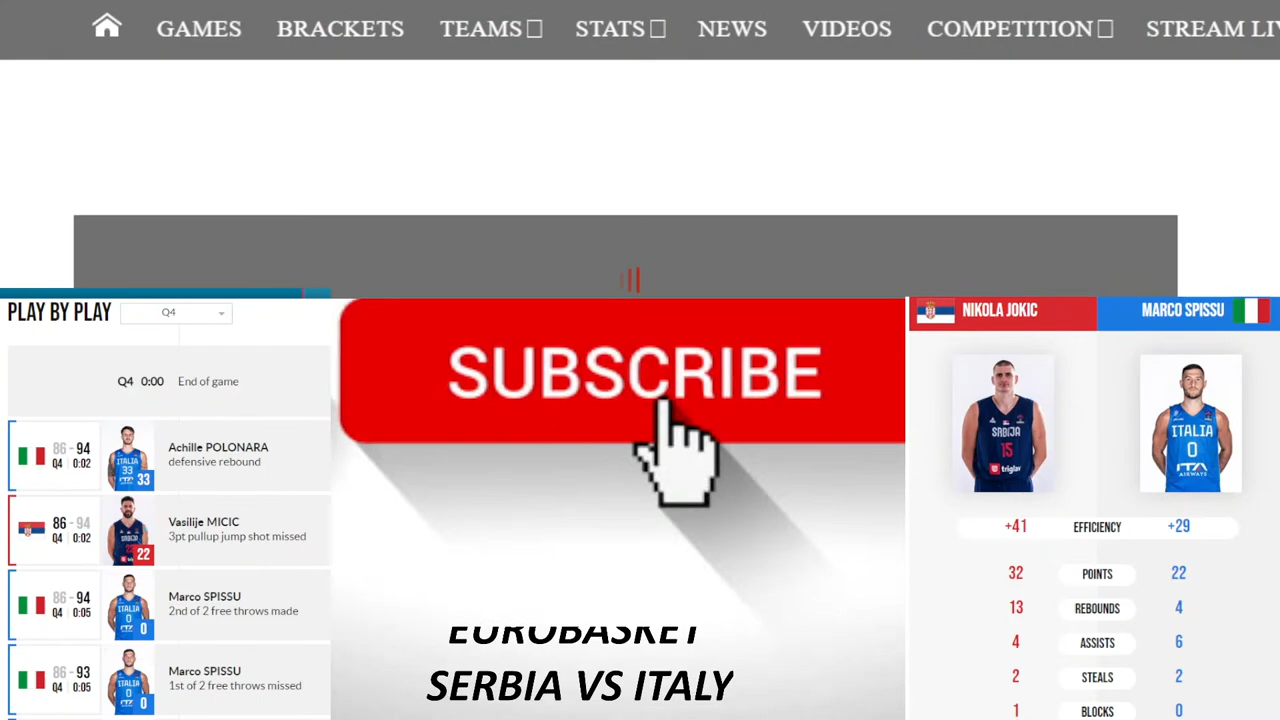 GAMES BRACKETS TEAMS STATS NEWS VIDEOS COMPETITION STREAM LIV
PLAY BY PLAY Q4
Q4 0:00 End of game
86 - 94
Q4 0:02
33
Achille POLONARA
defensive rebound
86 - 94
Q4 0:02
22
Vasilije MICIC
3pt pullup jump shot missed
86 - 94
Q4 0:05
0
Marco SPISSU
2nd of 2 free throws made
86 - 93
Q4 0:05
0
Marco SPISSU
1st of 2 free throws missed
SUBSCRIBE
EUROBASKET
SERBIA VS ITALY
NIKOLA JOKIC MARCO SPISSU
SRBIJA
15
triglav
ITALIA
0
ITA
AIRWAYS
+41 EFFICIENCY +29
32 POINTS 22
13 REBOUNDS 4
4 ASSISTS 6
2 STEALS 2
1 BLOCKS 0